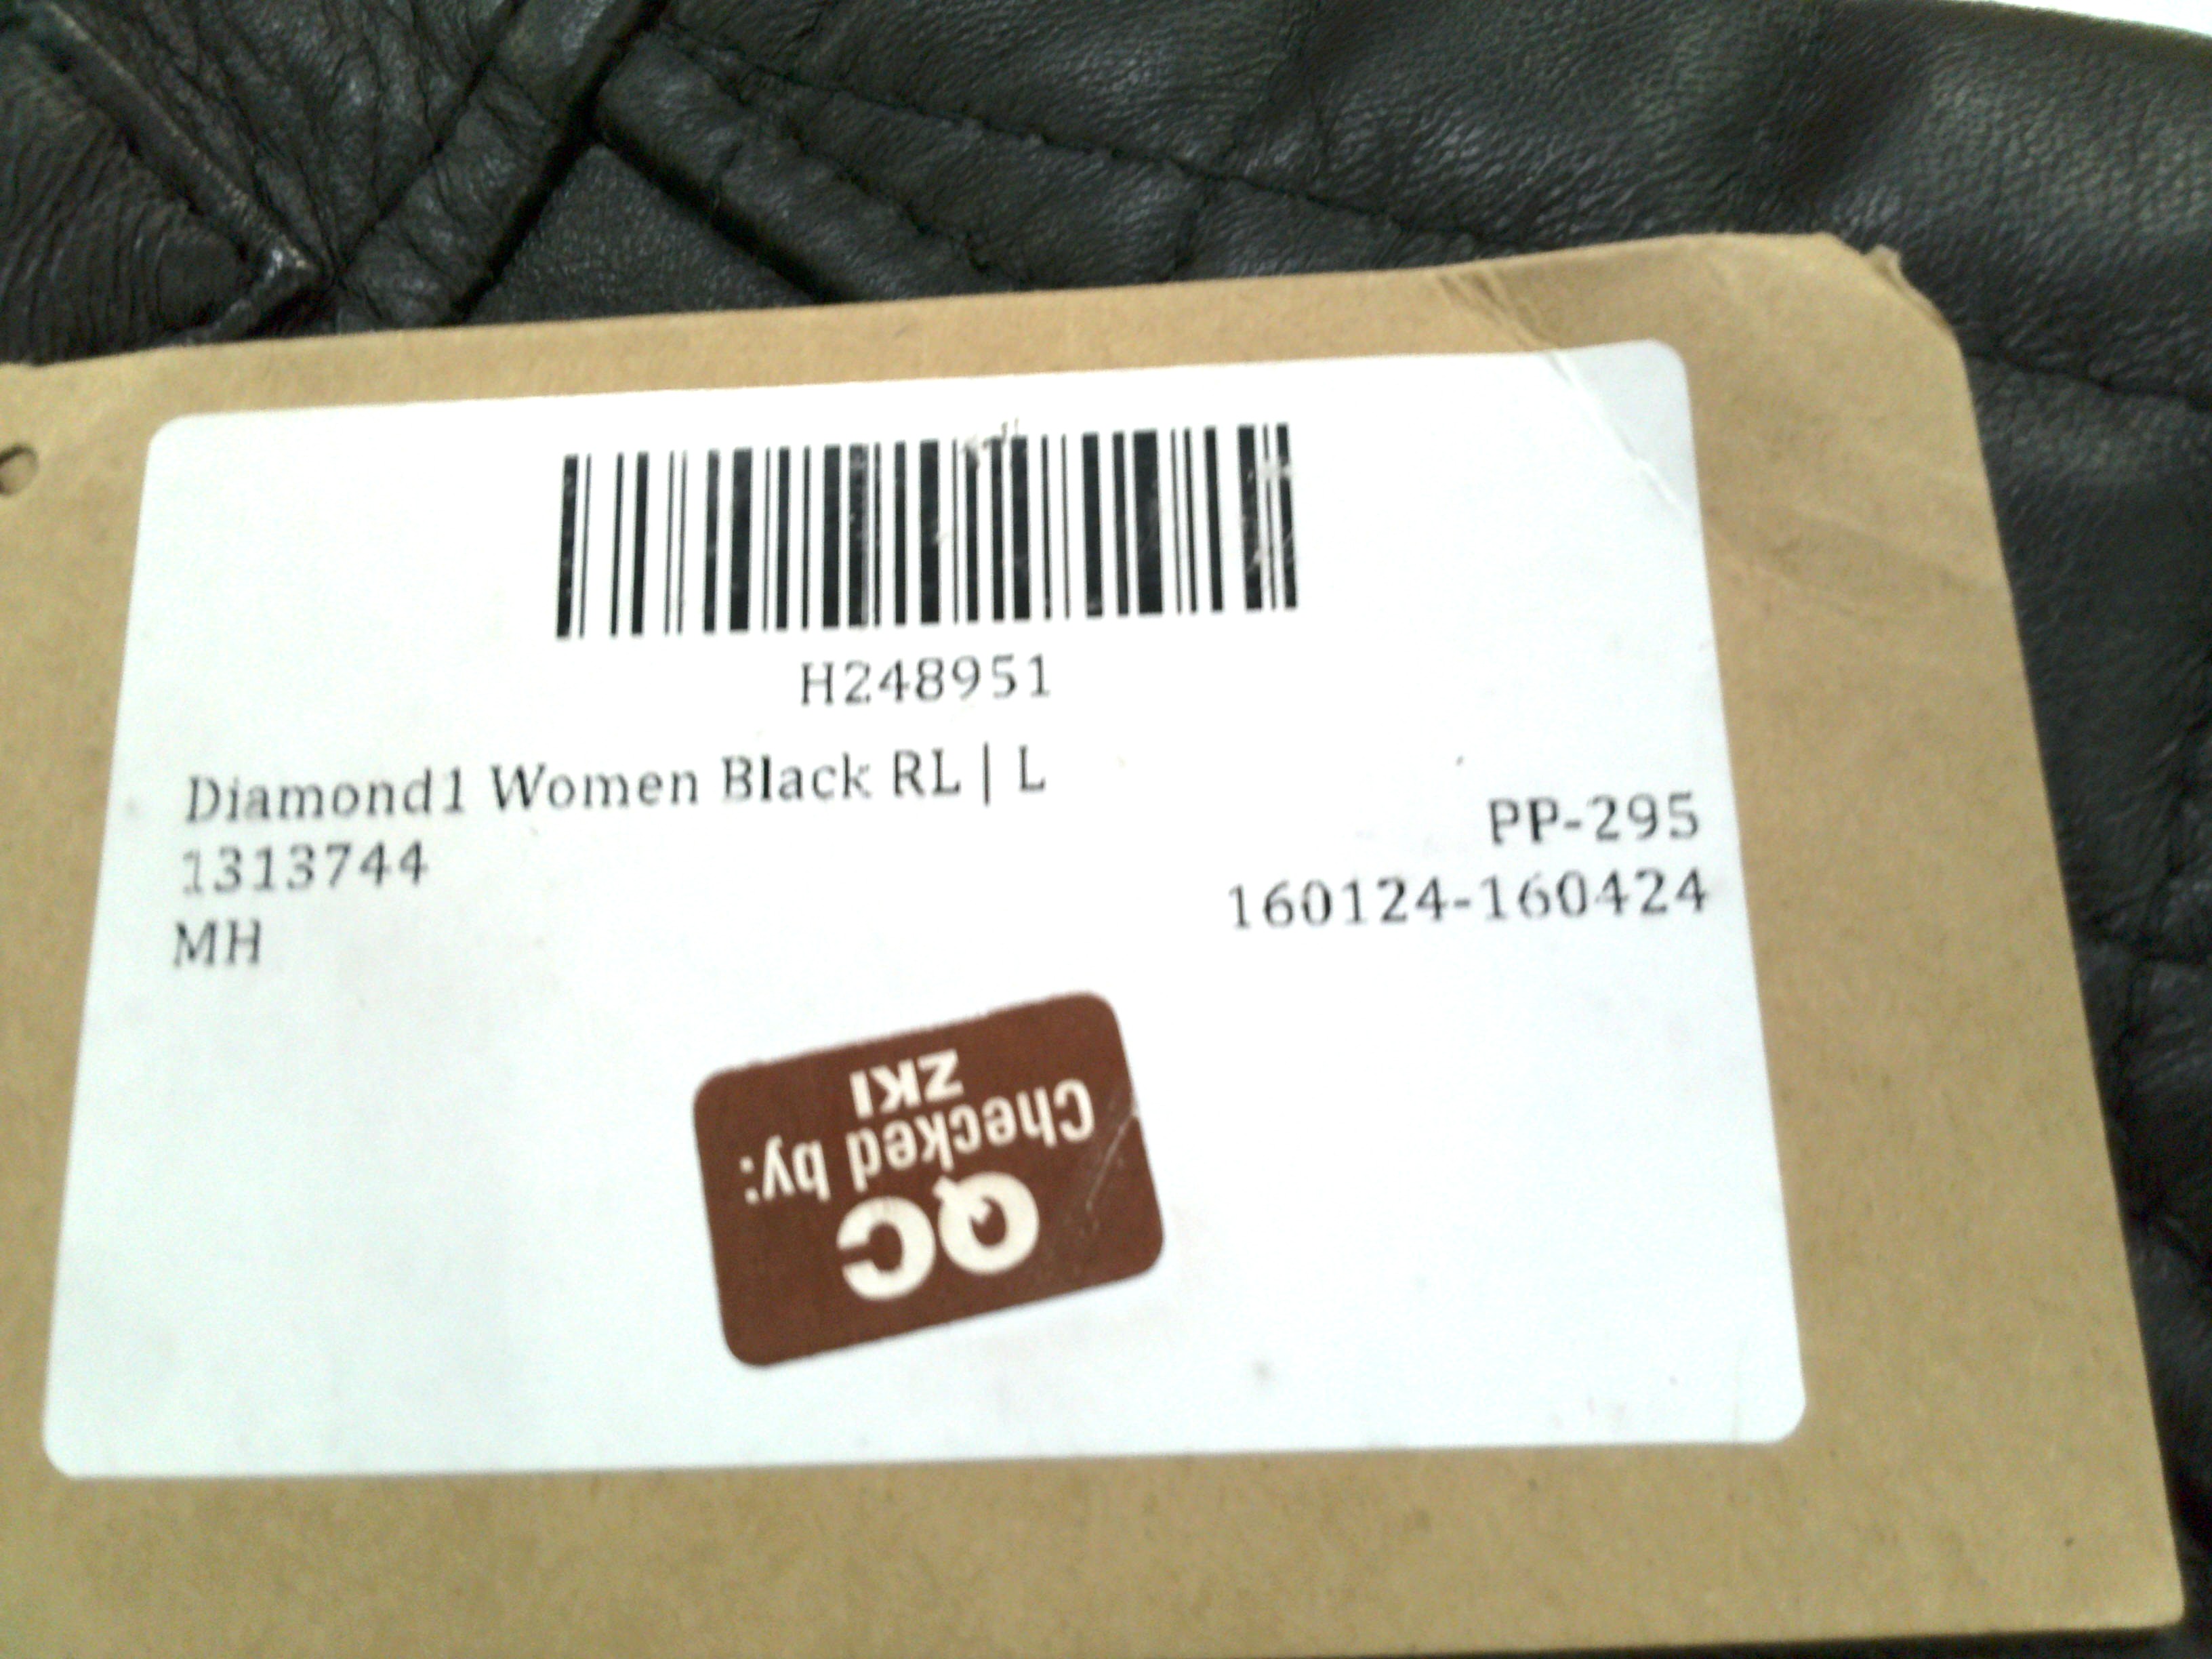 H248951
Diamond1 Women Black RL | L
1313744
PP-295
MH
160124-160424
QC
Checked by:
ZKI